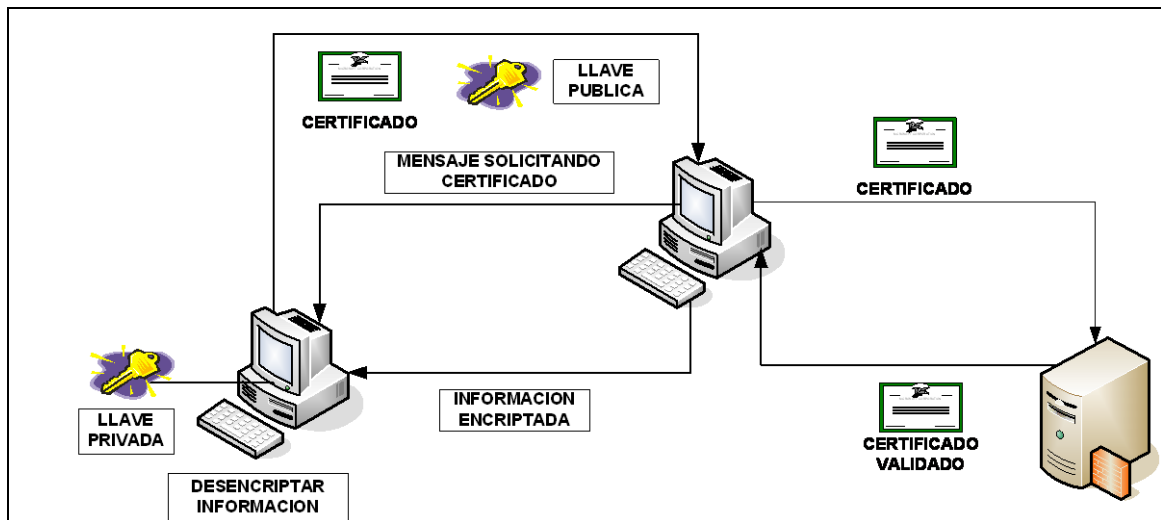 CERTIFICADO
LLAVE
PUBLICA
MENSAJE SOLICITANDO
CERTIFICADO
CERTIFICADO
LLAVE
PRIVADA
INFORMACION
ENCRIPTADA
CERTIFICADO
VALIDADO
DESENCRIPTAR
INFORMACION